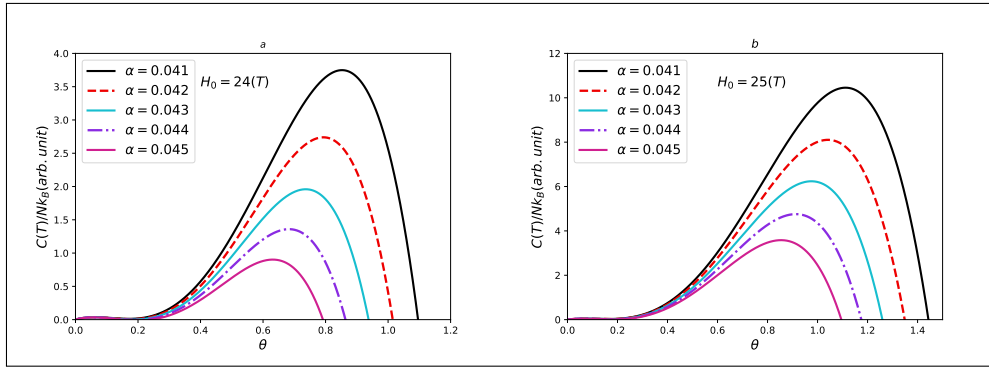 a
4.0
3.5
3.0
2.5
2.0
1.5
1.0
0.5
0.0
C(T)/Nk_B(arb. unit)
α = 0.041
α = 0.042
α = 0.043
α = 0.044
α = 0.045
H_0 = 24(T)
0.0 0.2 0.4 0.6 0.8 1.0 1.2
θ
b
12
10
8
6
4
2
0
C(T)/Nk_B(arb. unit)
α = 0.041
α = 0.042
α = 0.043
α = 0.044
α = 0.045
H_0 = 25(T)
0.0 0.2 0.4 0.6 0.8 1.0 1.2 1.4
θ